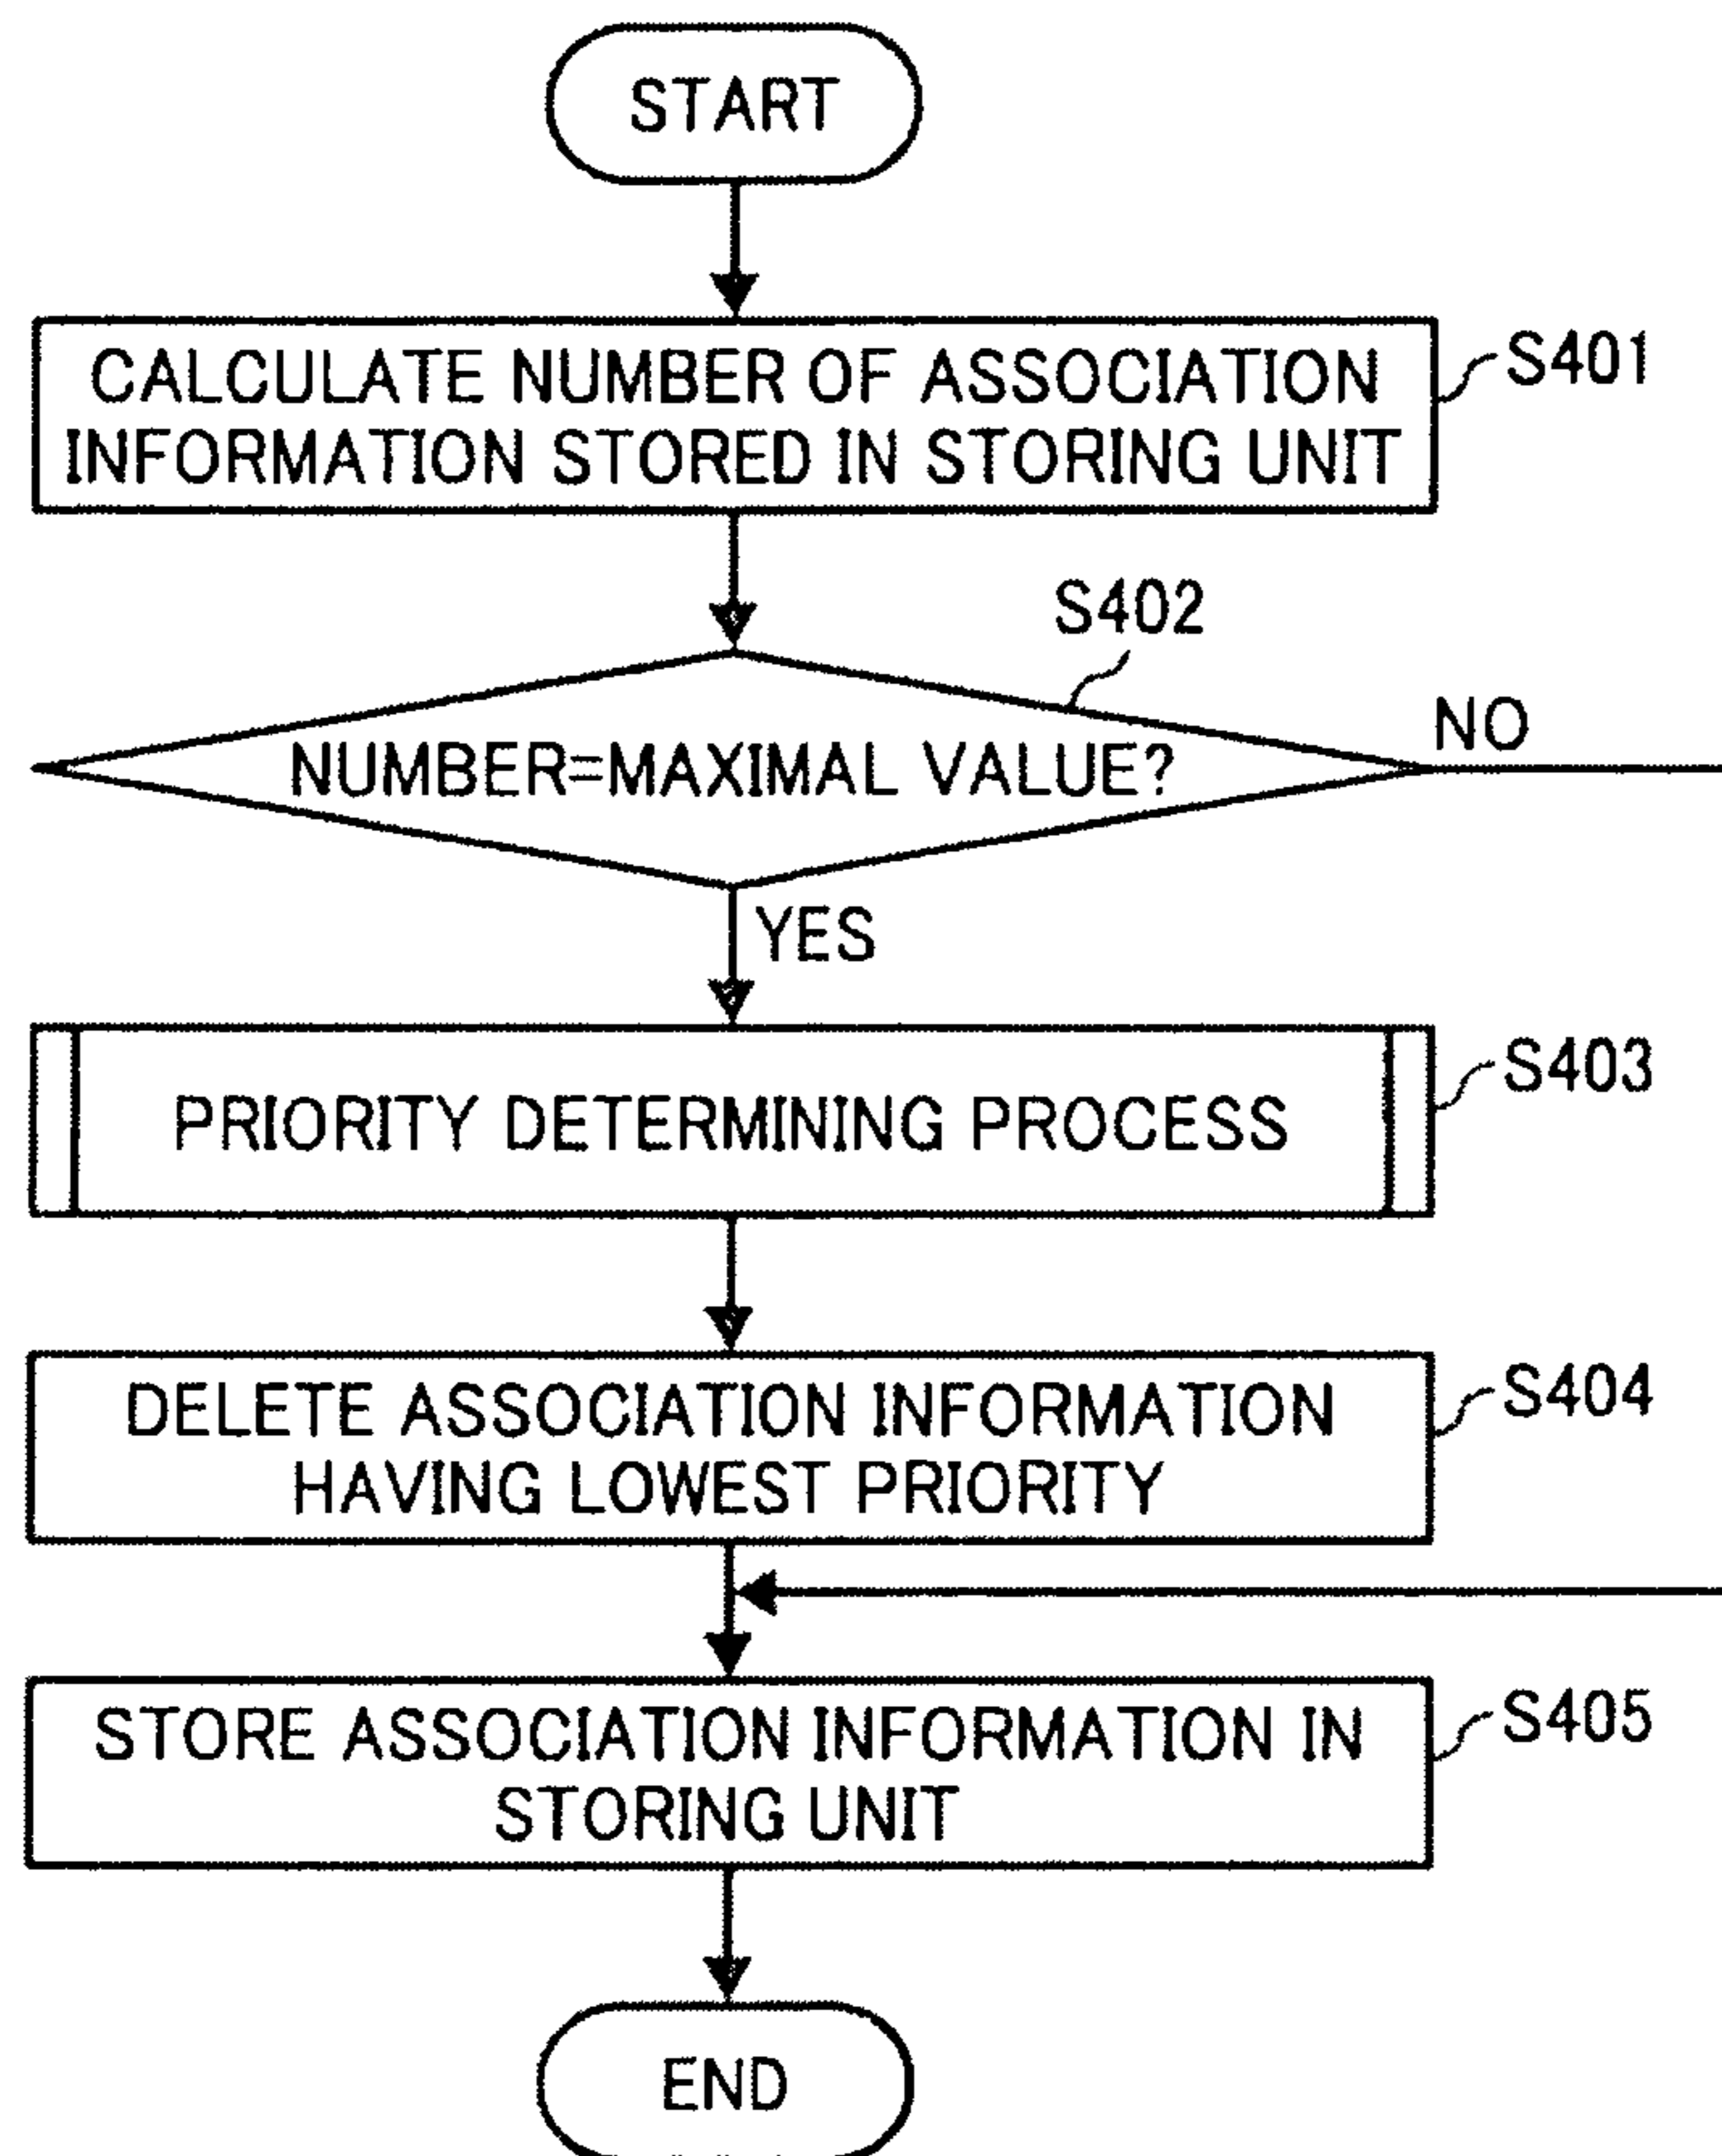 START
CALCULATE NUMBER OF ASSOCIATION
INFORMATION STORED IN STORING UNIT
S401
S402
NUMBER=MAXIMAL VALUE?
NO
YES
PRIORITY DETERMINING PROCESS
S403
DELETE ASSOCIATION INFORMATION
HAVING LOWEST PRIORITY
S404
STORE ASSOCIATION INFORMATION IN
STORING UNIT
S405
END